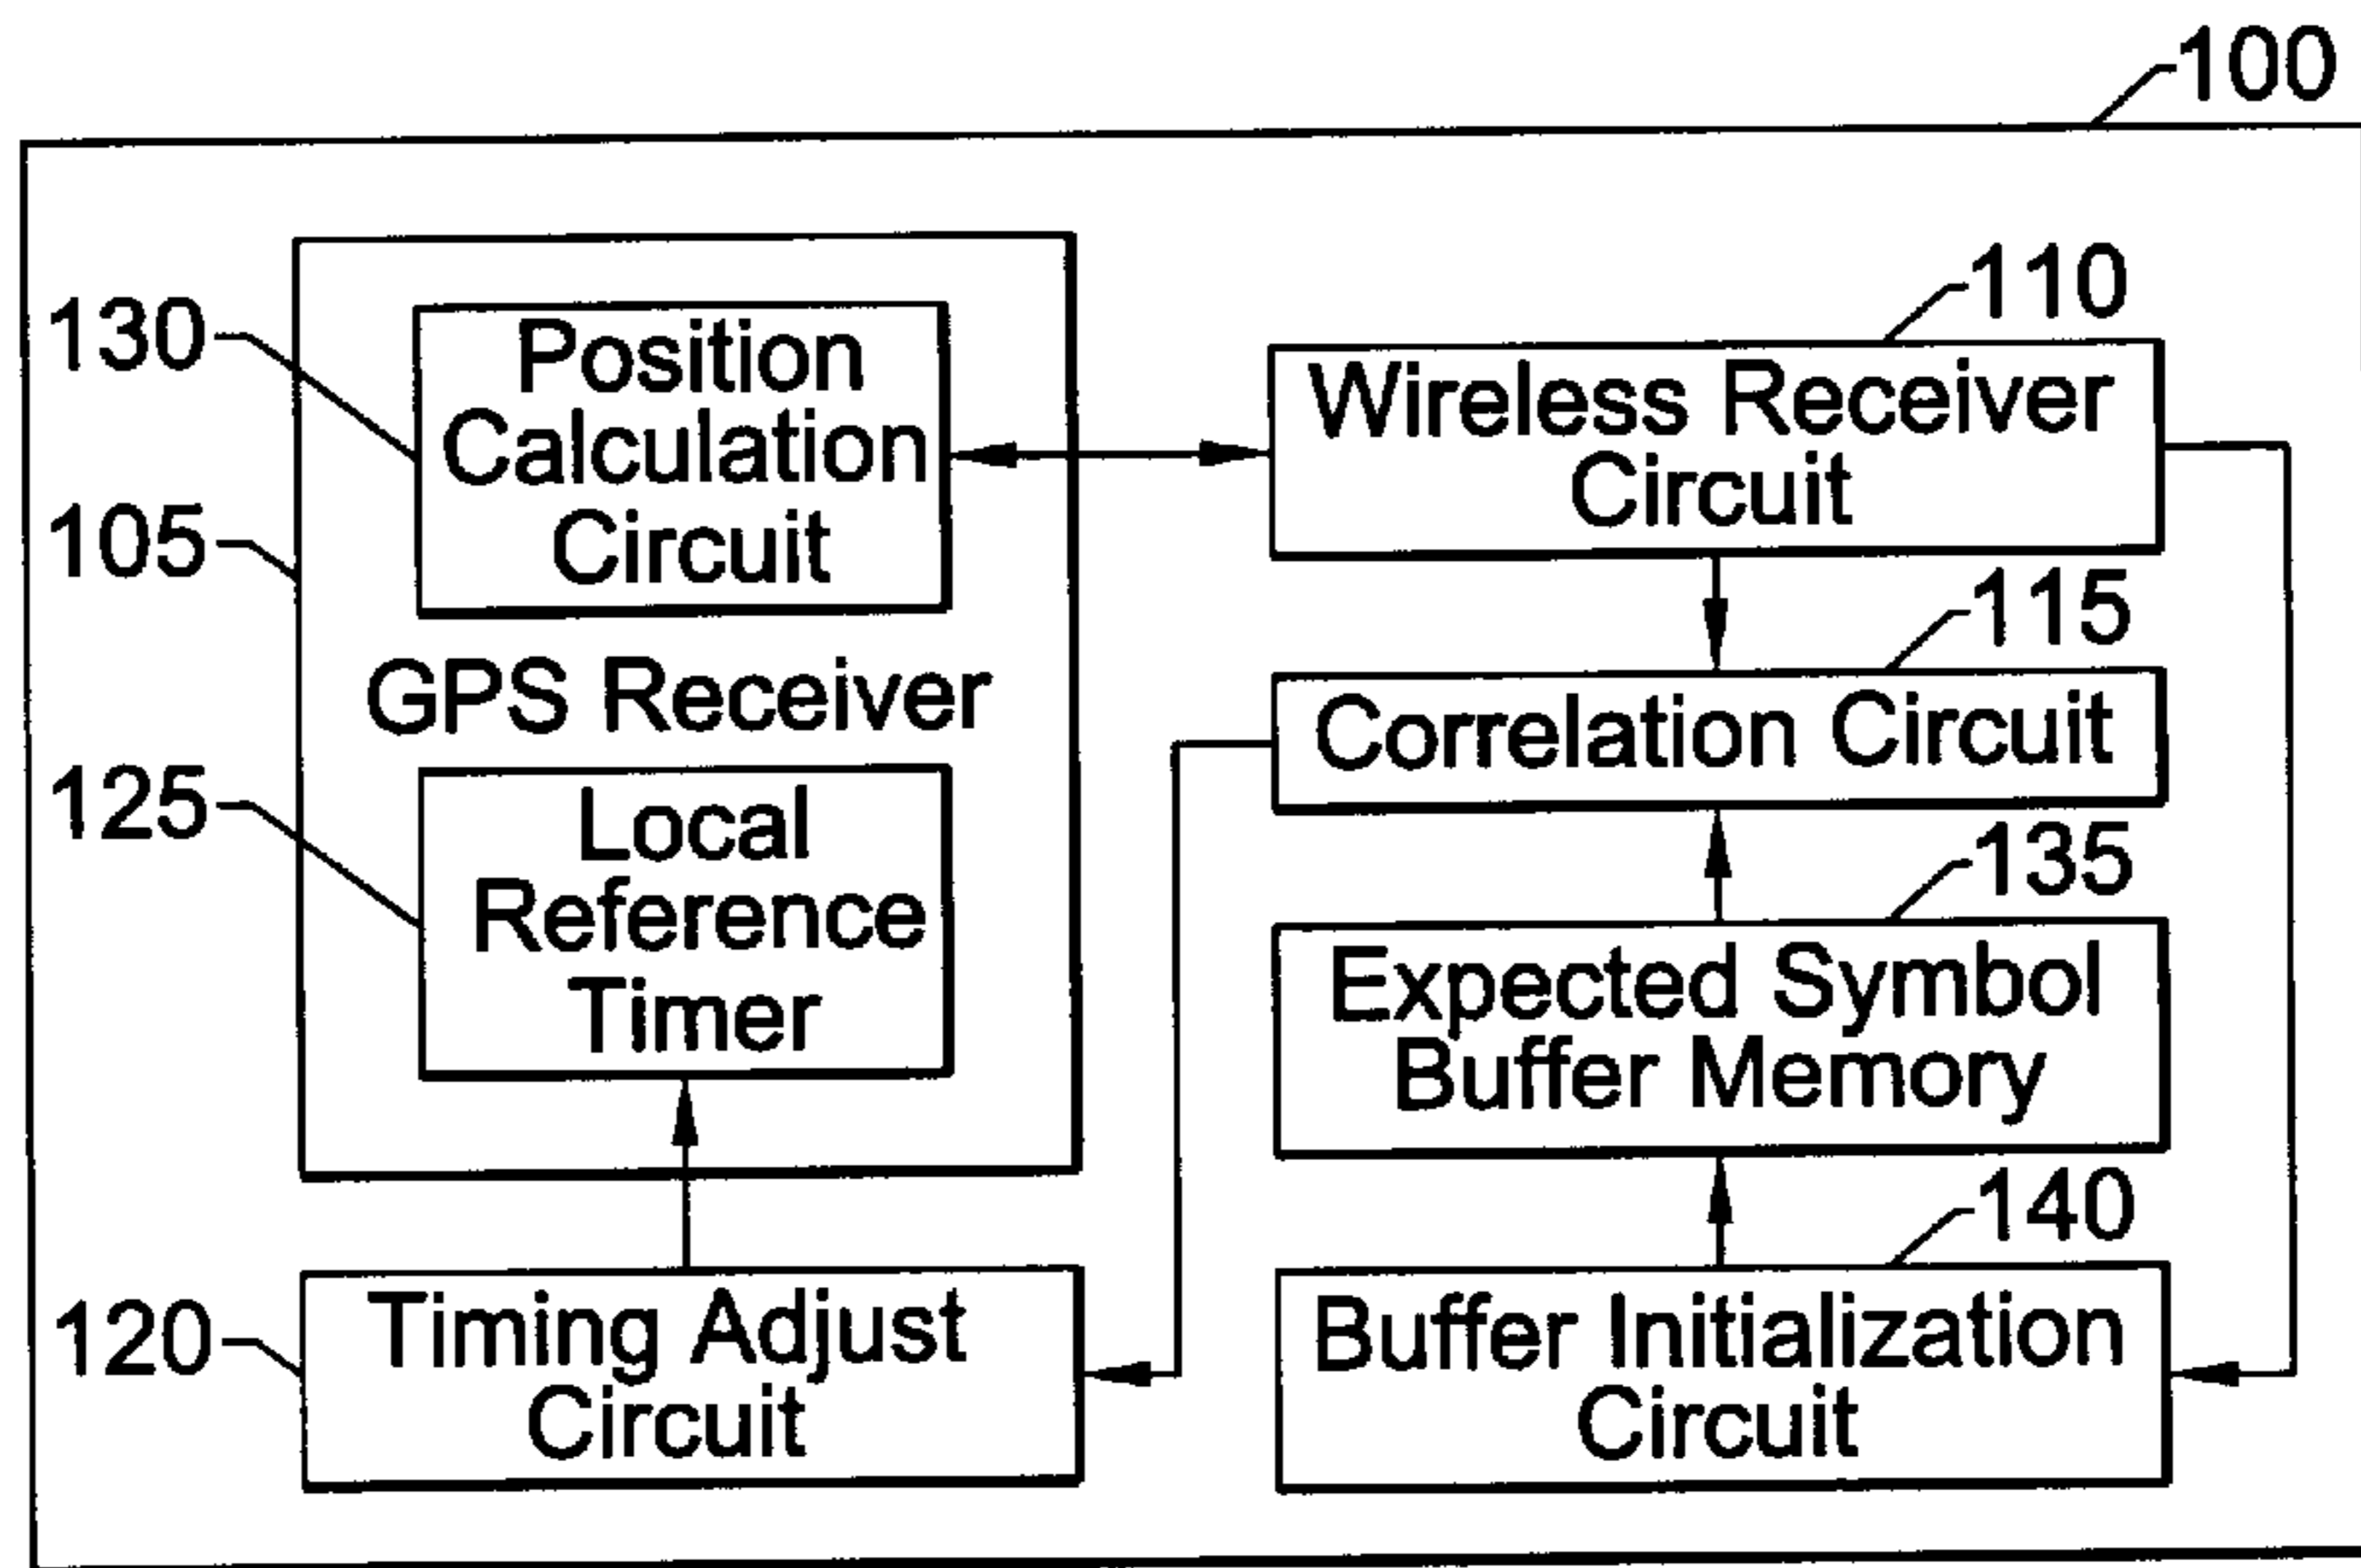 100
130
Position
Calculation
Circuit
105
GPS Receiver
125
Local
Reference
Timer
120
Timing Adjust
Circuit
110
Wireless Receiver
Circuit
115
Correlation Circuit
135
Expected Symbol
Buffer Memory
140
Buffer Initialization
Circuit